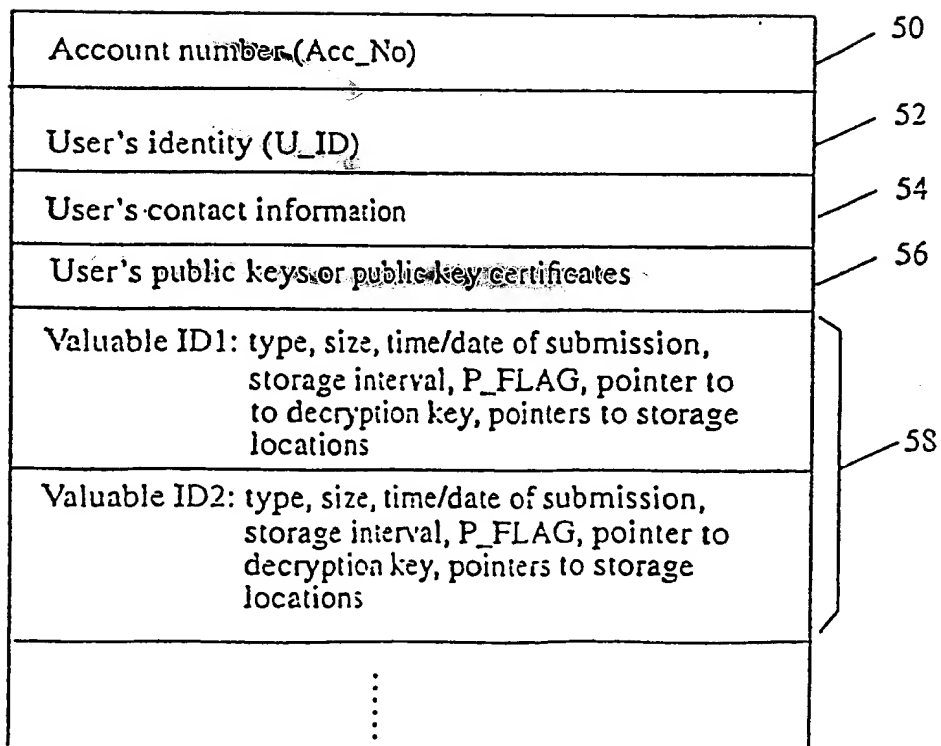 Account number (Acc_No)
50
User's identity (U_ID)
52
User's contact information
54
User's public keys or public key certificates
56
Valuable ID1: type, size, time/date of submission,
storage interval, P_FLAG, pointer to
to decryption key, pointers to storage
locations
58
Valuable ID2: type, size, time/date of submission,
storage interval, P_FLAG, pointer to
decryption key, pointers to storage
locations